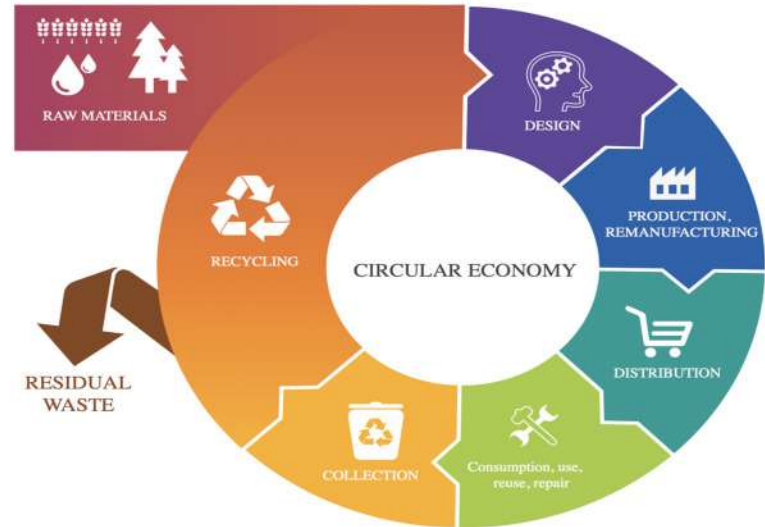 RAW MATERIALS
DESIGN
PRODUCTION,
REMANUFACTURING
RECYCLING
CIRCULAR ECONOMY
DISTRIBUTION
RESIDUAL
WASTE
COLLECTION
Consumption, use,
reuse, repair